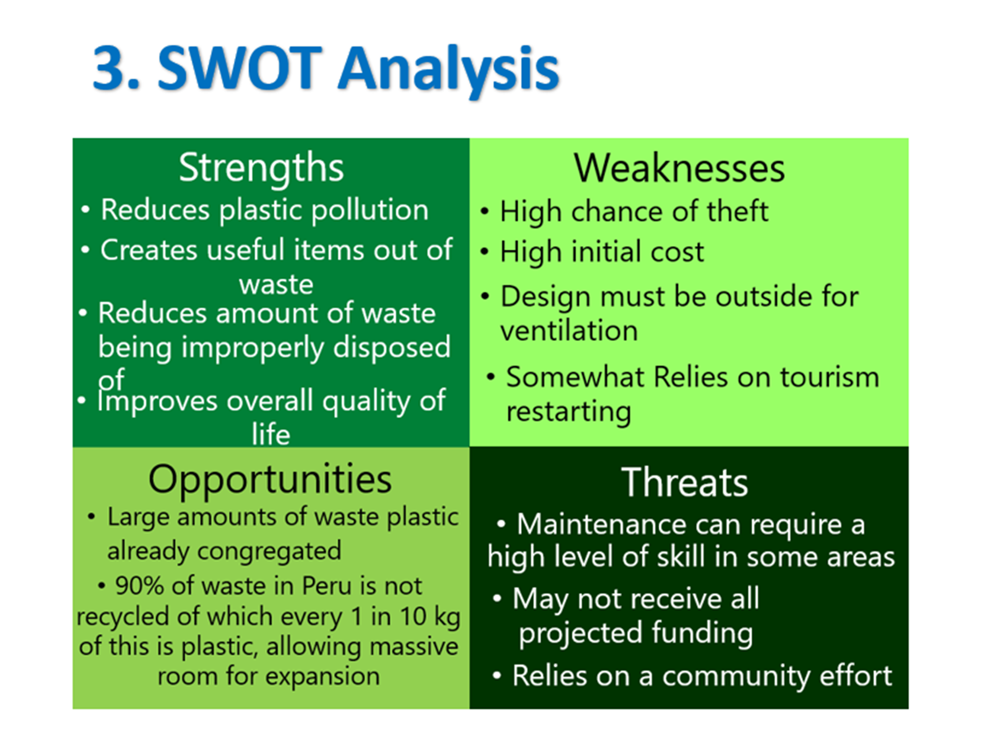 3. SWOT Analysis
Strengths
• Reduces plastic pollution
• Creates useful items out of
waste
• Reduces amount of waste
being improperly disposed
of
• Improves overall quality of
life
Weaknesses
• High chance of theft
• High initial cost
• Design must be outside for
ventilation
• Somewhat Relies on tourism
restarting
Opportunities
• Large amounts of waste plastic
already congregated
• 90% of waste in Peru is not
recycled of which every 1 in 10 kg
of this is plastic, allowing massive
room for expansion
Threats
• Maintenance can require a
high level of skill in some areas
• May not receive all
projected funding
• Relies on a community effort